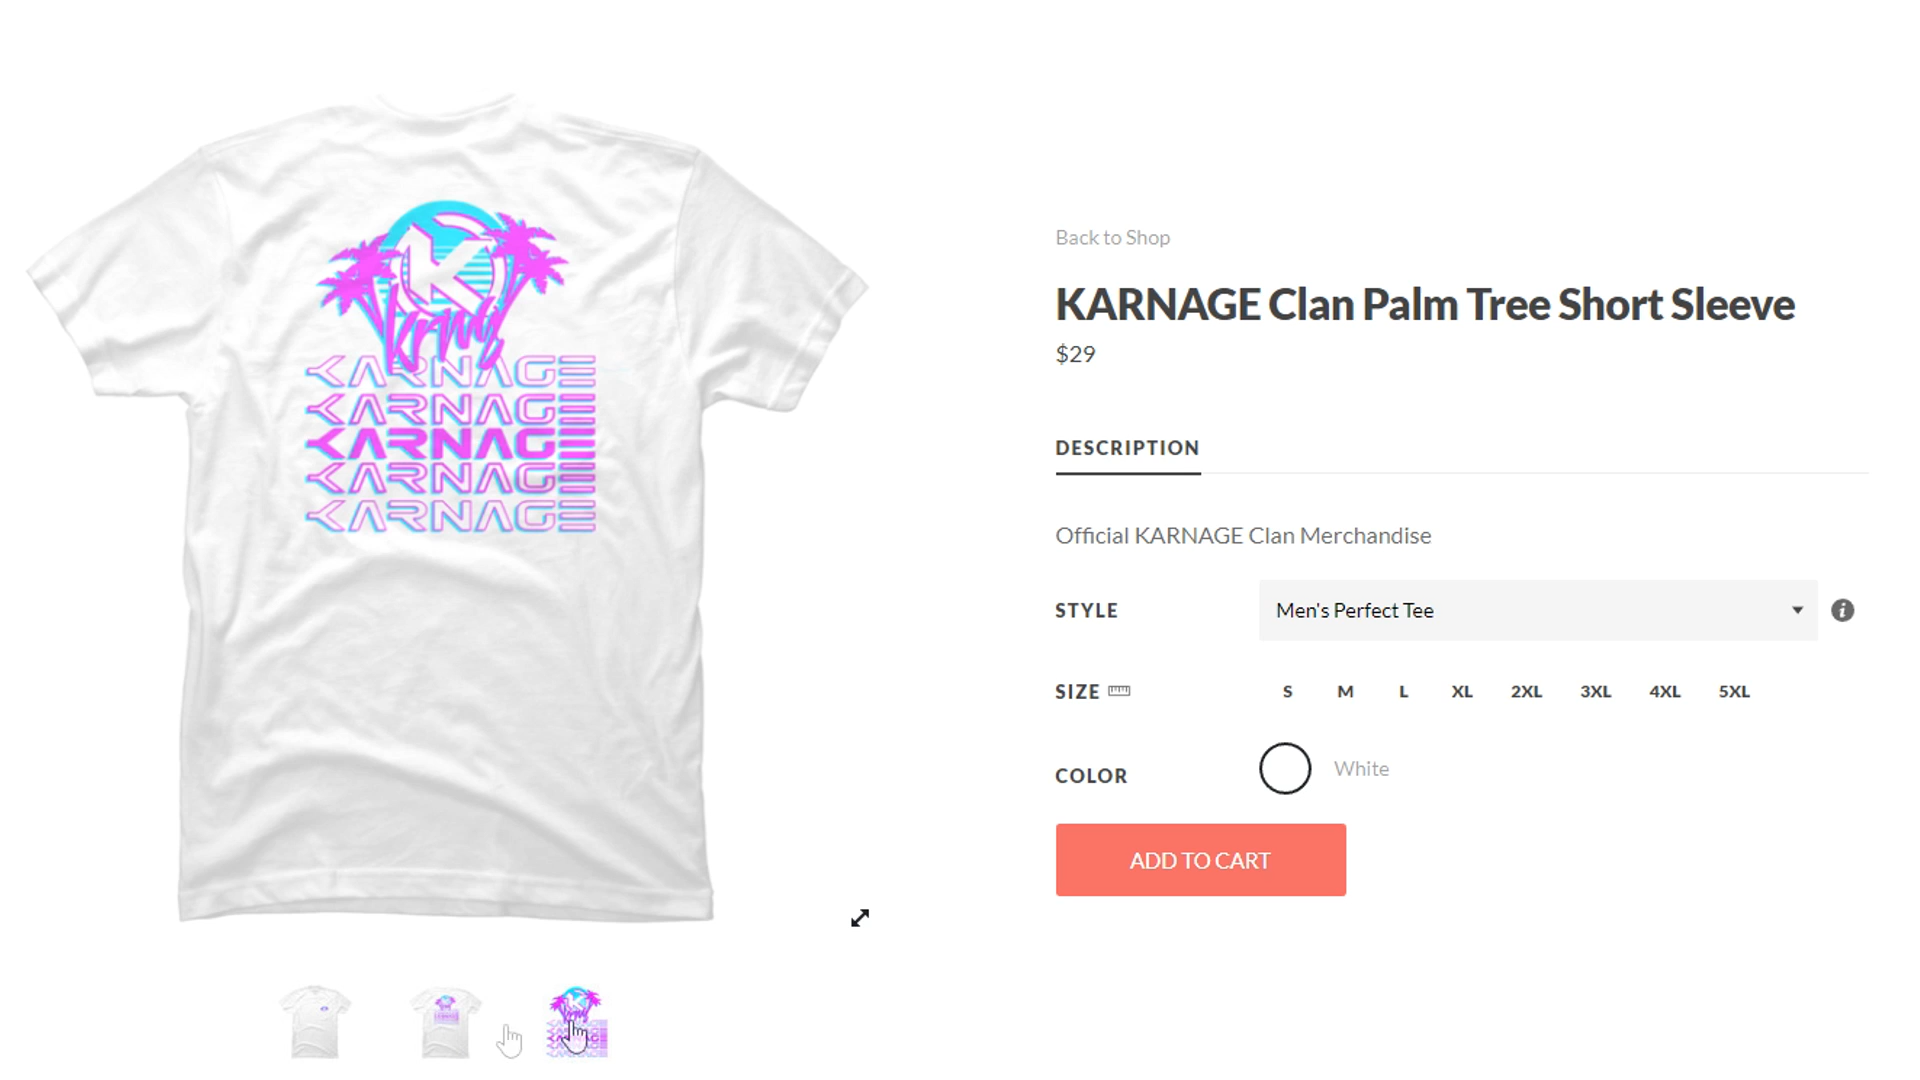 K
krng
KARNAGE
KARNAGE
KARNAGE
KARNAGE
KARNAGE
Back to Shop
KARNAGE Clan Palm Tree Short Sleeve
$29
DESCRIPTION
Official KARNAGE Clan Merchandise
STYLE Men's Perfect Tee
SIZE S M L XL 2XL 3XL 4XL 5XL
COLOR White
ADD TO CART